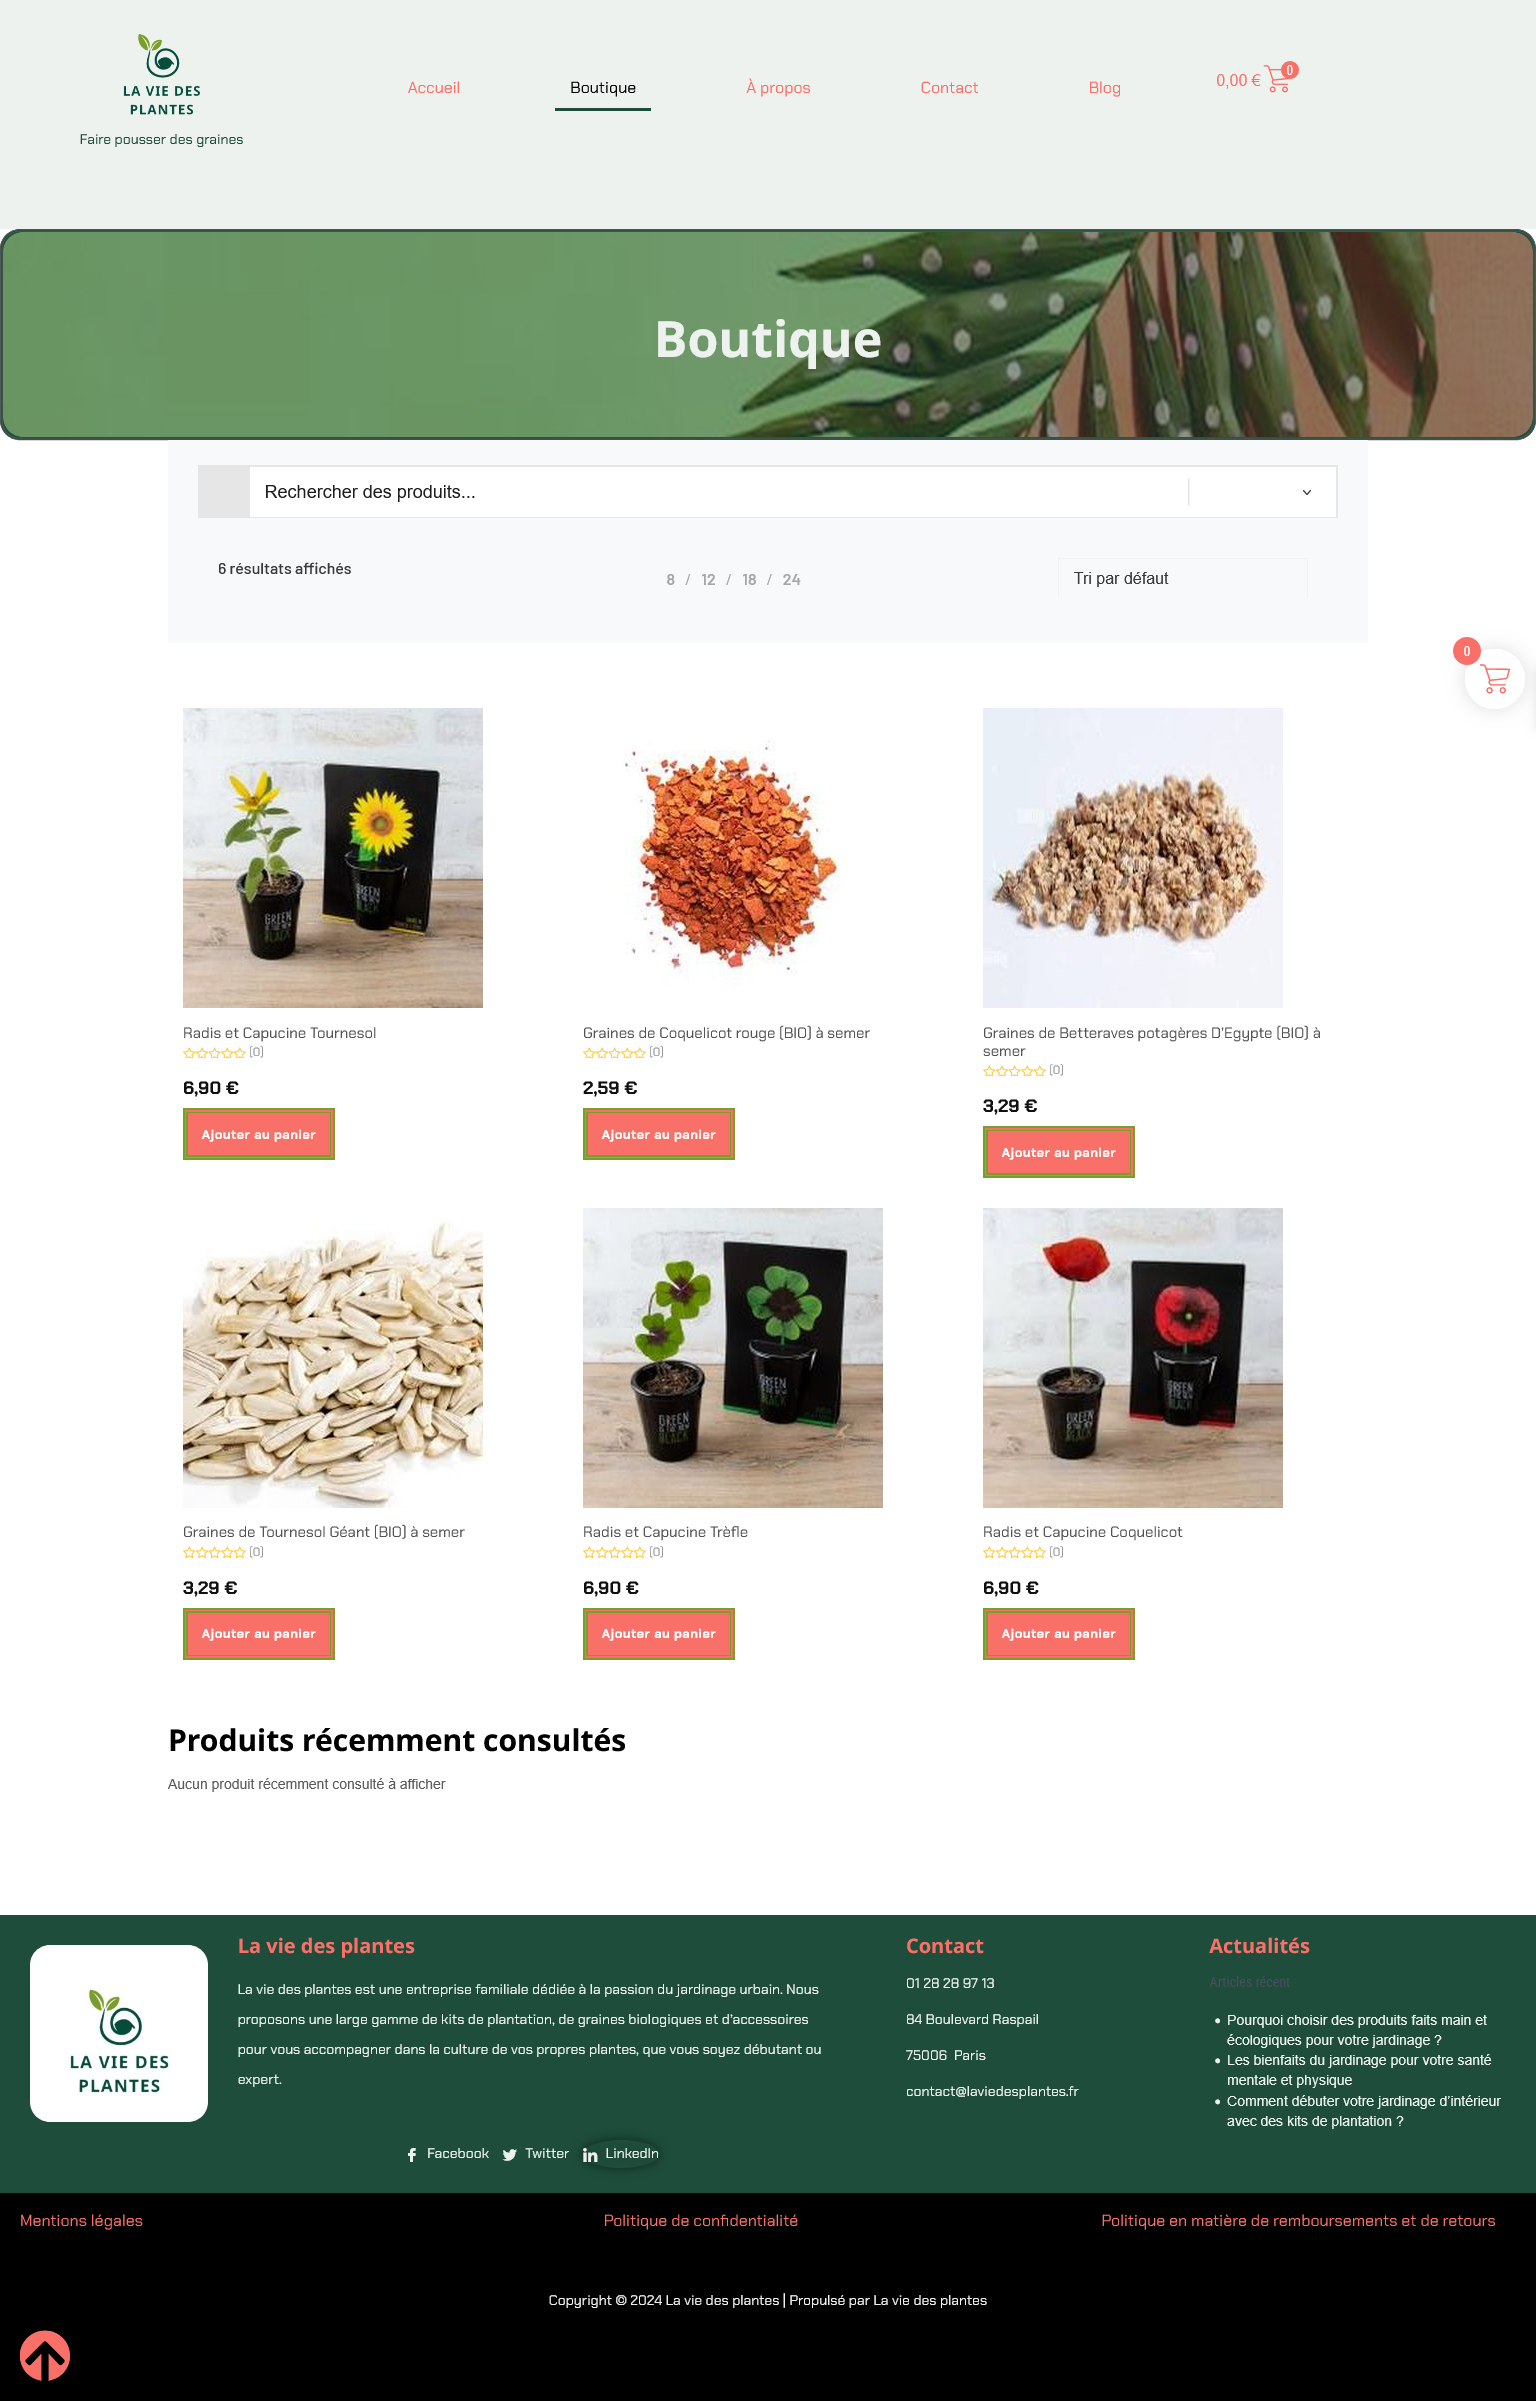 LA VIE DES
PLANTES
Faire pousser des graines
Accueil
Boutique
À propos
Contact
Blog
0,00 €
0
Boutique
Rechercher des produits...
6 résultats affichés
8 / 12 / 18 / 24
Tri par défaut
0
GREEN
BLACK
GREEN
BLACK
Radis et Capucine Tournesol
(0)
6,90 €
Ajouter au panier
Graines de Coquelicot rouge (BIO) à semer
(0)
2,59 €
Ajouter au panier
Graines de Betteraves potagères D'Egypte (BIO) à
semer
(0)
3,29 €
Ajouter au panier
Graines de Tournesol Géant (BIO) à semer
(0)
3,29 €
Ajouter au panier
GREEN
BLACK
GREEN
BLACK
Radis et Capucine Trèfle
(0)
6,90 €
Ajouter au panier
GREEN
BLACK
GREEN
BLACK
Radis et Capucine Coquelicot
(0)
6,90 €
Ajouter au panier
Produits récemment consultés
Aucun produit récemment consulté à afficher
LA VIE DES
PLANTES
La vie des plantes
La vie des plantes est une entreprise familiale dédiée à la passion du jardinage urbain. Nous
proposons une large gamme de kits de plantation, de graines biologiques et d'accessoires
pour vous accompagner dans la culture de vos propres plantes, que vous soyez débutant ou
expert.
Facebook
Twitter
LinkedIn
Contact
01 28 28 97 13
84 Boulevard Raspail
75006 Paris
contact@laviedesplantes.fr
Actualités
Articles récent
Pourquoi choisir des produits faits main et
écologiques pour votre jardinage ?
Les bienfaits du jardinage pour votre santé
mentale et physique
Comment débuter votre jardinage d'intérieur
avec des kits de plantation ?
Mentions légales
Politique de confidentialité
Politique en matière de remboursements et de retours
Copyright © 2024 La vie des plantes | Propulsé par La vie des plantes